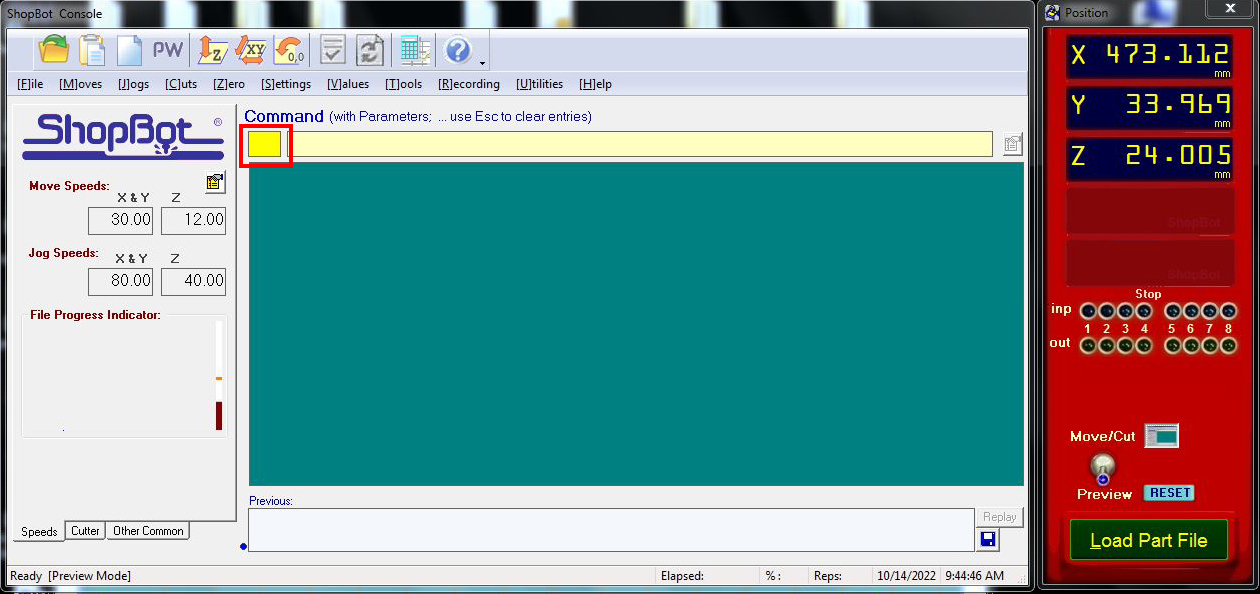 ShopBot Console
PW
Z
XY
0,0
?
[F]ile [M]oves [J]ogs [C]uts [Z]ero [S]ettings [V]alues [T]ools [R]ecording [U]tilities [H]elp
ShopBot®
Move Speeds:
X & Y Z
30.00 12.00
Jog Speeds:
X & Y Z
80.00 40.00
File Progress Indicator:
Speeds Cutter Other Common
Command (with Parameters; ... use Esc to clear entries)
Previous:
Replay
Ready [Preview Mode]
Elapsed: % : Reps: 10/14/2022 9:44:46 AM
Position
X 473.112
mm
Y 33.969
mm
Z 24.005
mm
ShopBot
ShopBot
Stop
inp
1 2 3 4 5 6 7 8
out
Move/Cut
Preview RESET
Load Part File